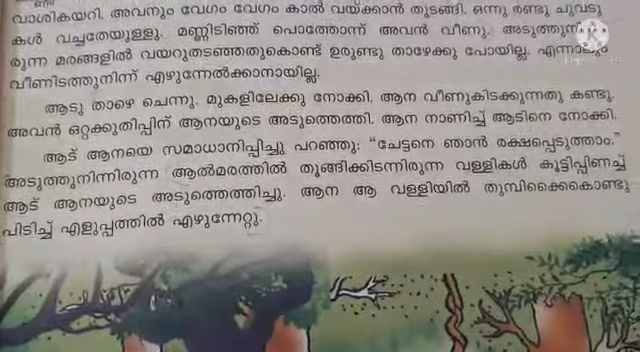 വാശികയറി. അവനും വേഗം വേഗം കാൽ വയ്ക്കാൻ തുടങ്ങി. ഒന്നു രണ്ടു ചുവടു
കൾ വച്ചതേയുള്ളു. മണ്ണിടിഞ്ഞ് പൊത്തോന്ന് അവൻ വീണു. അടുത്തുനി
രുന്ന മരങ്ങളിൽ വയറുതടഞ്ഞതുകൊണ്ട് ഉരുണ്ടു താഴേക്കു പോയില്ല. എന്നാലും
വീണിടത്തുനിന്ന് എഴുന്നേൽക്കാനായില്ല;
ആടു താഴെ ചെന്നു. മുകളിലേക്കു നോക്കി. ആന വീണുകിടക്കുന്നതു കണ്ടു.
അവൻ ഒറ്റക്കുതിപ്പിന് ആനയുടെ അടുത്തെത്തി. ആന നാണിച്ച് ആടിനെ നോക്കി.
ആട് ആനയെ സമാധാനിപ്പിച്ചു പറഞ്ഞു: “ചേട്ടനെ ഞാൻ രക്ഷപ്പെടുത്താം.”
അടുത്തുനിന്നിരുന്ന ആൽമരത്തിൽ തൂങ്ങിക്കിടന്നിരുന്ന വള്ളികൾ കൂട്ടിപ്പിണച്ച്
ആട് ആനയുടെ അടുത്തെത്തിച്ചു. ആന ആ വള്ളിയിൽ തുമ്പിക്കൈകൊണ്ടു
പിടിച്ച് എളുപ്പത്തിൽ എഴുന്നേറ്റു.